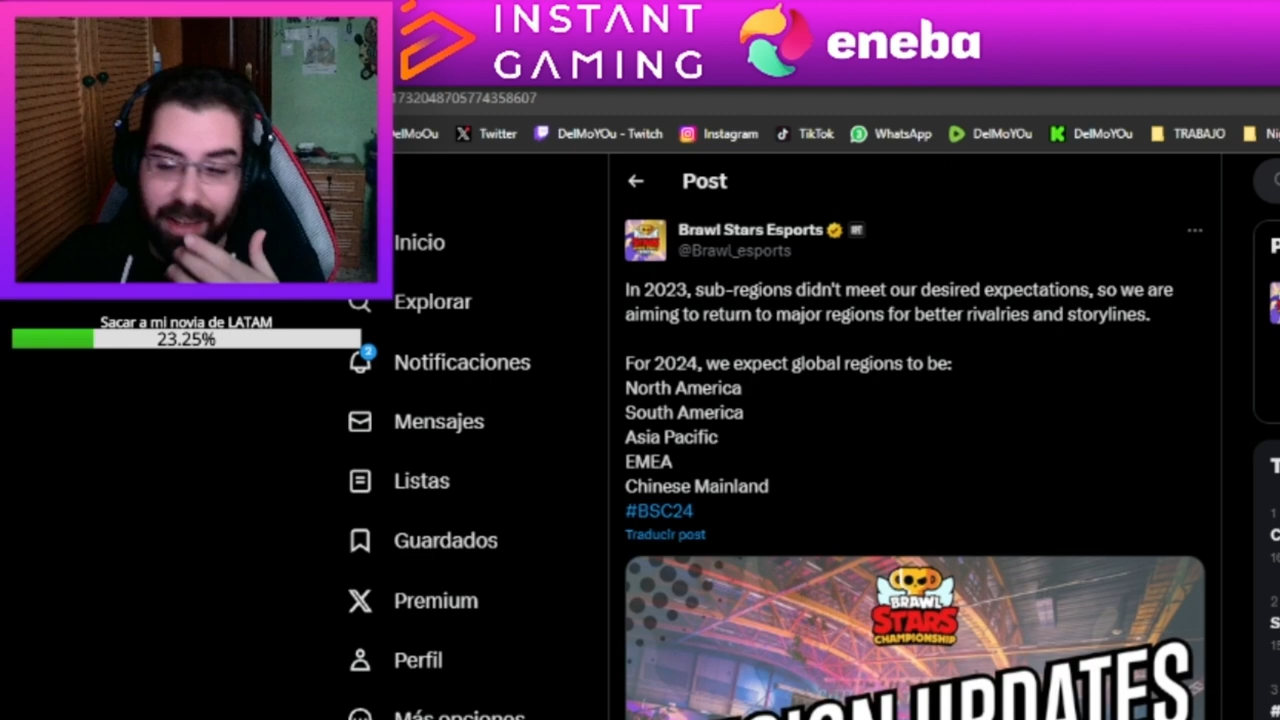 INSTANT
GAMING
eneba
1732048705774358607
Twitter
DelMoYOu - Twitch
Instagram
TikTok
WhatsApp
DelMoYOu
DelMoYOu
TRABAJO
Post
Brawl Stars Esports
@Brawl_esports
In 2023, sub-regions didn't meet our desired expectations, so we are
aiming to return to major regions for better rivalries and storylines.
For 2024, we expect global regions to be:
North America
South America
Asia Pacific
EMEA
Chinese Mainland
#BSC24
Traducir post
BRAWL
STARS
CHAMPIONSHIP
UPDATES
Sacar a mi novia de LATAM
23.25%
Inicio
Explorar
2
Notificaciones
Mensajes
Listas
Guardados
Premium
Perfil
Más opciones